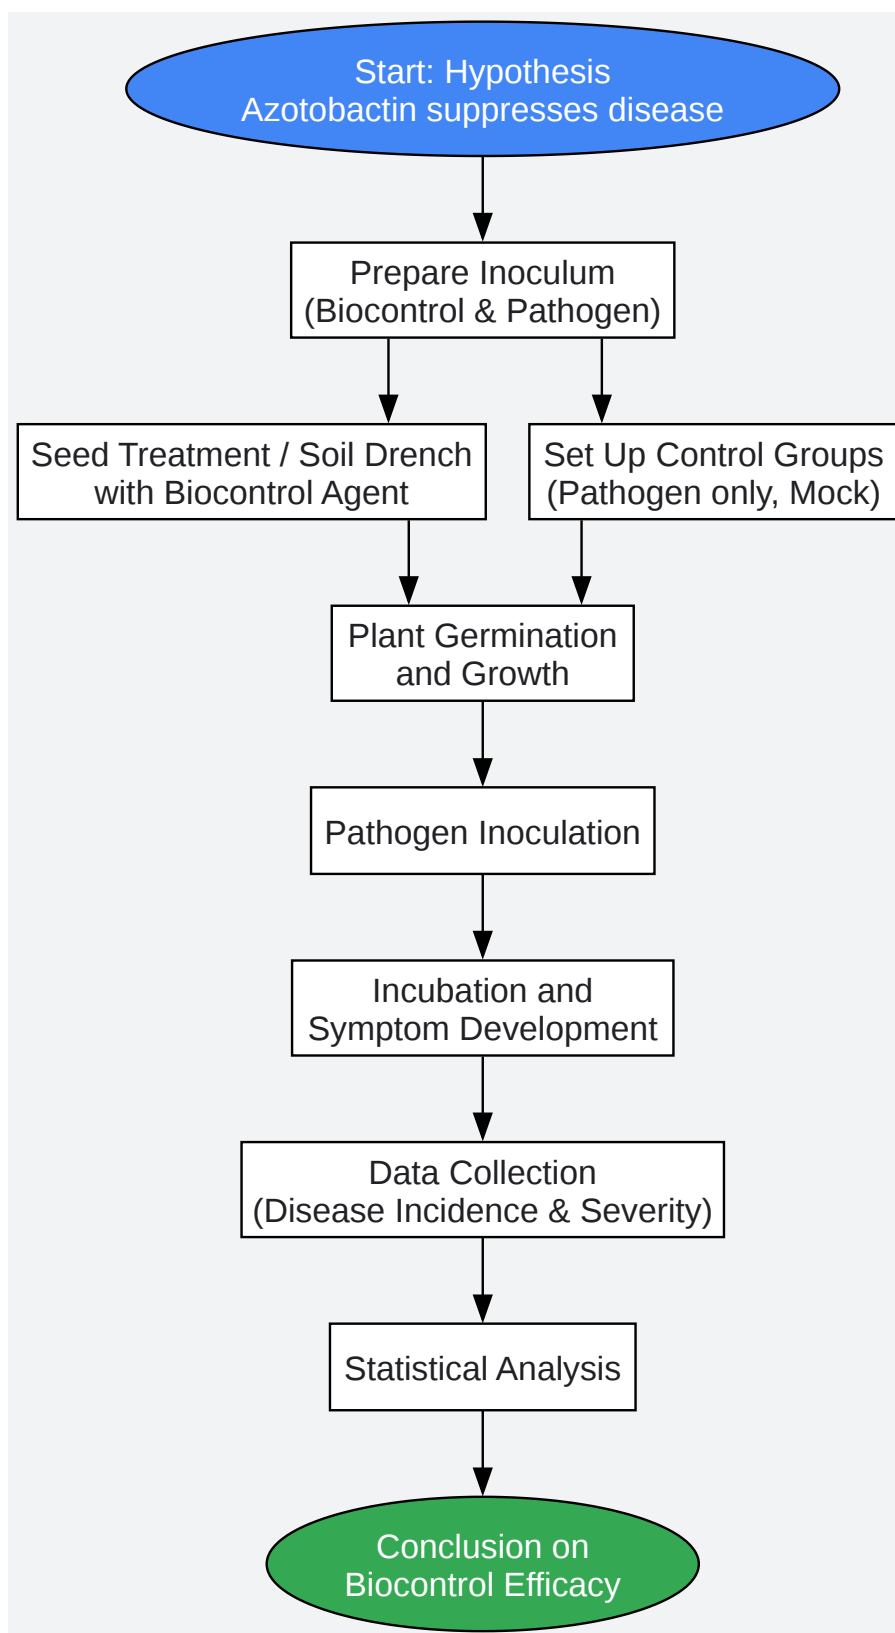 Start: Hypothesis
Azotobactin suppresses disease
Prepare Inoculum
(Biocontrol & Pathogen)
Seed Treatment / Soil Drench
with Biocontrol Agent
Set Up Control Groups
(Pathogen only, Mock)
Plant Germination
and Growth
Pathogen Inoculation
Incubation and
Symptom Development
Data Collection
(Disease Incidence & Severity)
Statistical Analysis
Conclusion on
Biocontrol Efficacy